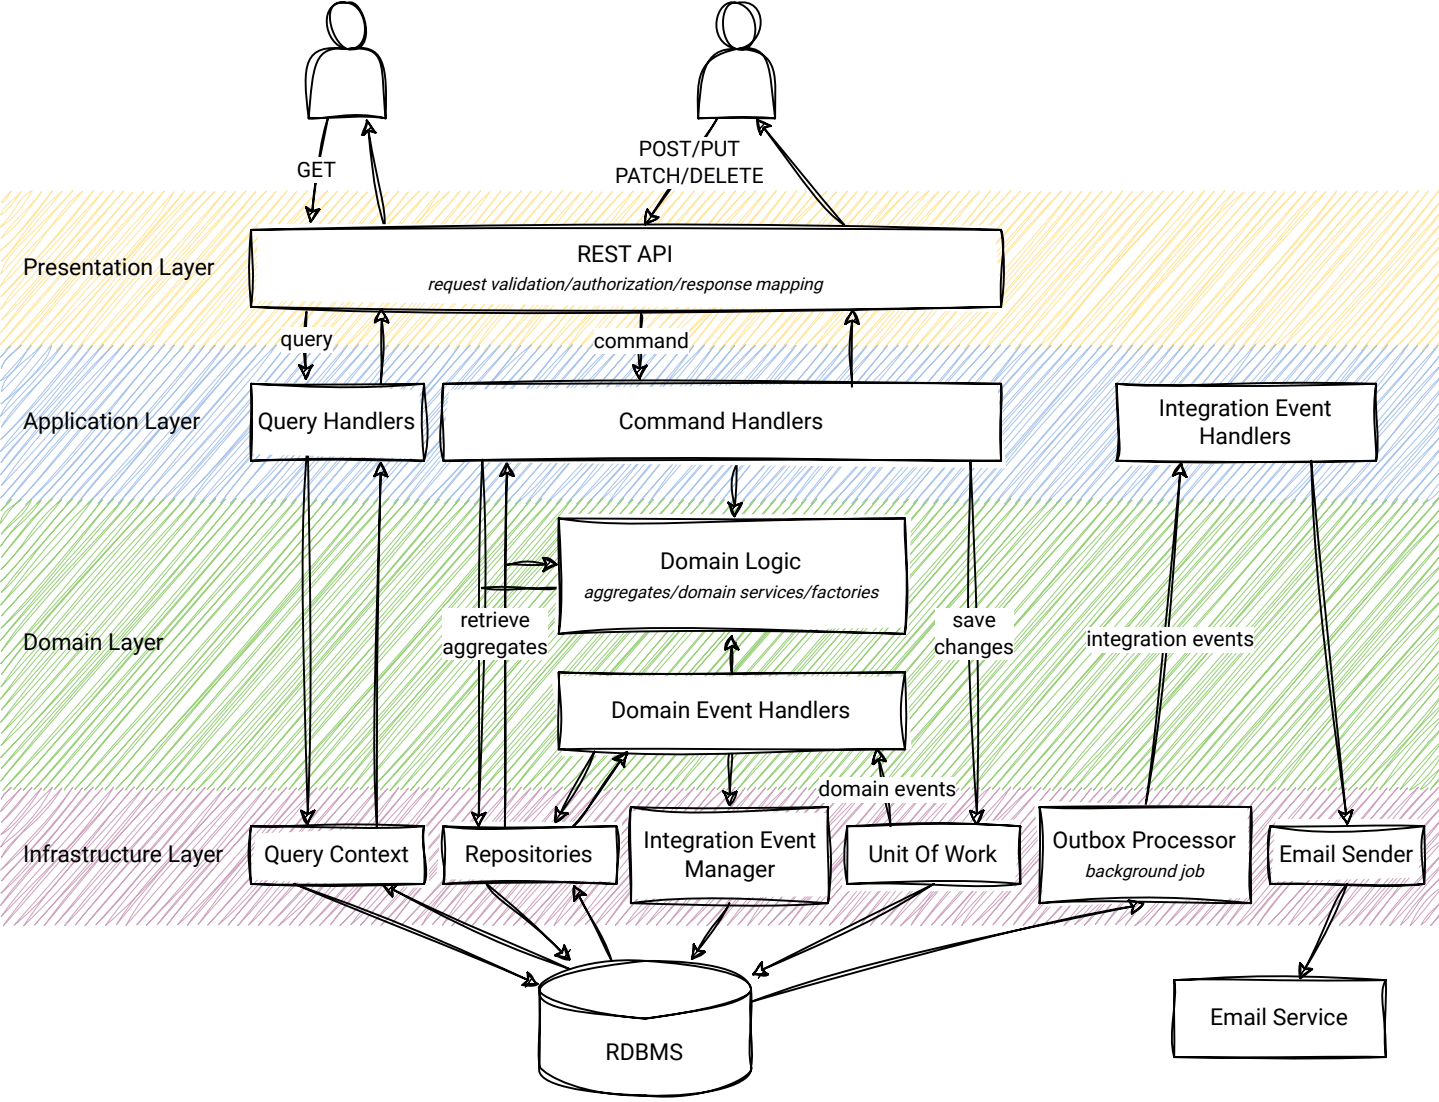 GET
POST/PUT
PATCH/DELETE
Presentation Layer
REST API
request validation/authorization/response mapping
query
command
Application Layer
Query Handlers
Command Handlers
Integration Event
Handlers
Domain Logic
aggregates/domain services/factories
retrieve
aggregates
save
changes
Domain Layer
integration events
Domain Event Handlers
domain events
Infrastructure Layer
Query Context
Repositories
Integration Event
Manager
Unit Of Work
Outbox Processor
background job
Email Sender
Email Service
RDBMS